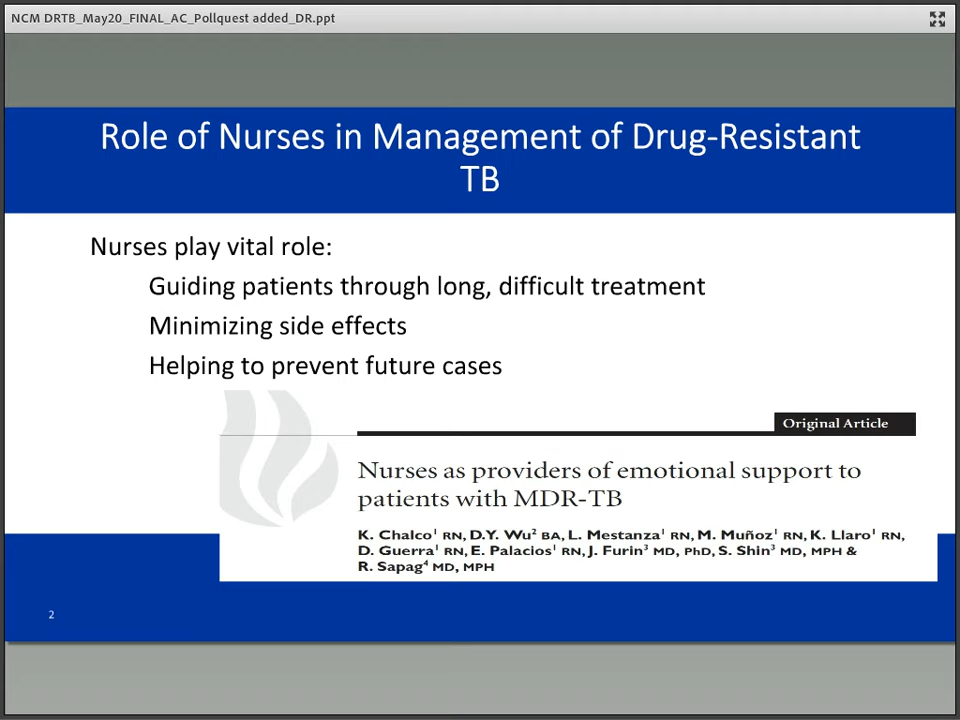 NCM DRTB_May20_FINAL_AC_Pollquest added_DR.ppt
Role of Nurses in Management of Drug-Resistant
TB
Nurses play vital role:
Guiding patients through long, difficult treatment
Minimizing side effects
Helping to prevent future cases
Original Article
Nurses as providers of emotional support to
patients with MDR-TB
K. Chalco¹ RN, D.Y. Wu² BA, L. Mestanza¹ RN, M. Muñoz¹ RN, K. Llaro¹ RN,
D. Guerra¹ RN, E. Palacios¹ RN, J. Furin³ MD, PhD, S. Shin³ MD, MPH &
R. Sapag⁴ MD, MPH
2